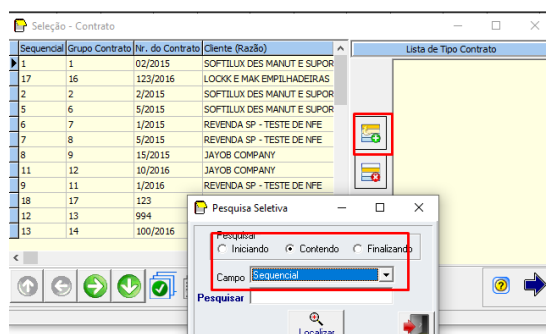 Seleção - Contrato
Sequencial Grupo Contrato Nr. do Contrato Cliente (Razão) Lista de Tipo Contrato
1 1 02/2015 SOFTILUX DES MANUT E SUPOR
17 16 123/2016 LOCKK E MAK EMPILHADEIRAS
2 2 2/2015 SOFTILUX DES MANUT E SUPOR
5 6 5/2015 SOFTILUX DES MANUT E SUPOR
6 7 1/2015 REVENDA SP - TESTE DE NFE
7 8 5/2015 REVENDA SP - TESTE DE NFE
8 9 15/2015 JAYOB COMPANY
11 12 10/2016 JAYOB COMPANY
9 11 1/2016 REVENDA SP - TESTE DE NFE
18 17 123
12 13 994
13 14 100/2016
Pesquisa Seletiva
Pesquisar
Iniciando Contendo Finalizando
Campo Sequencial
Pesquisar
Localizar